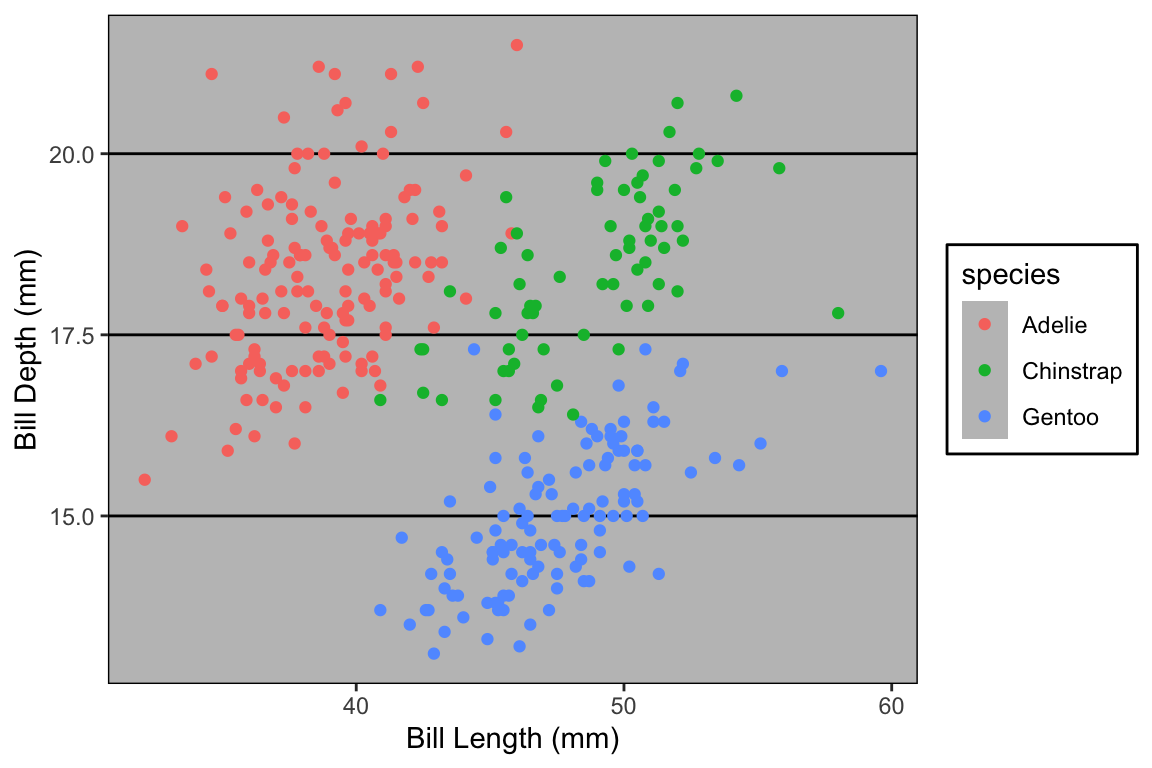 Bill Depth (mm)
20.0
17.5
15.0
40 50 60
Bill Length (mm)
species
Adelie
Chinstrap
Gentoo